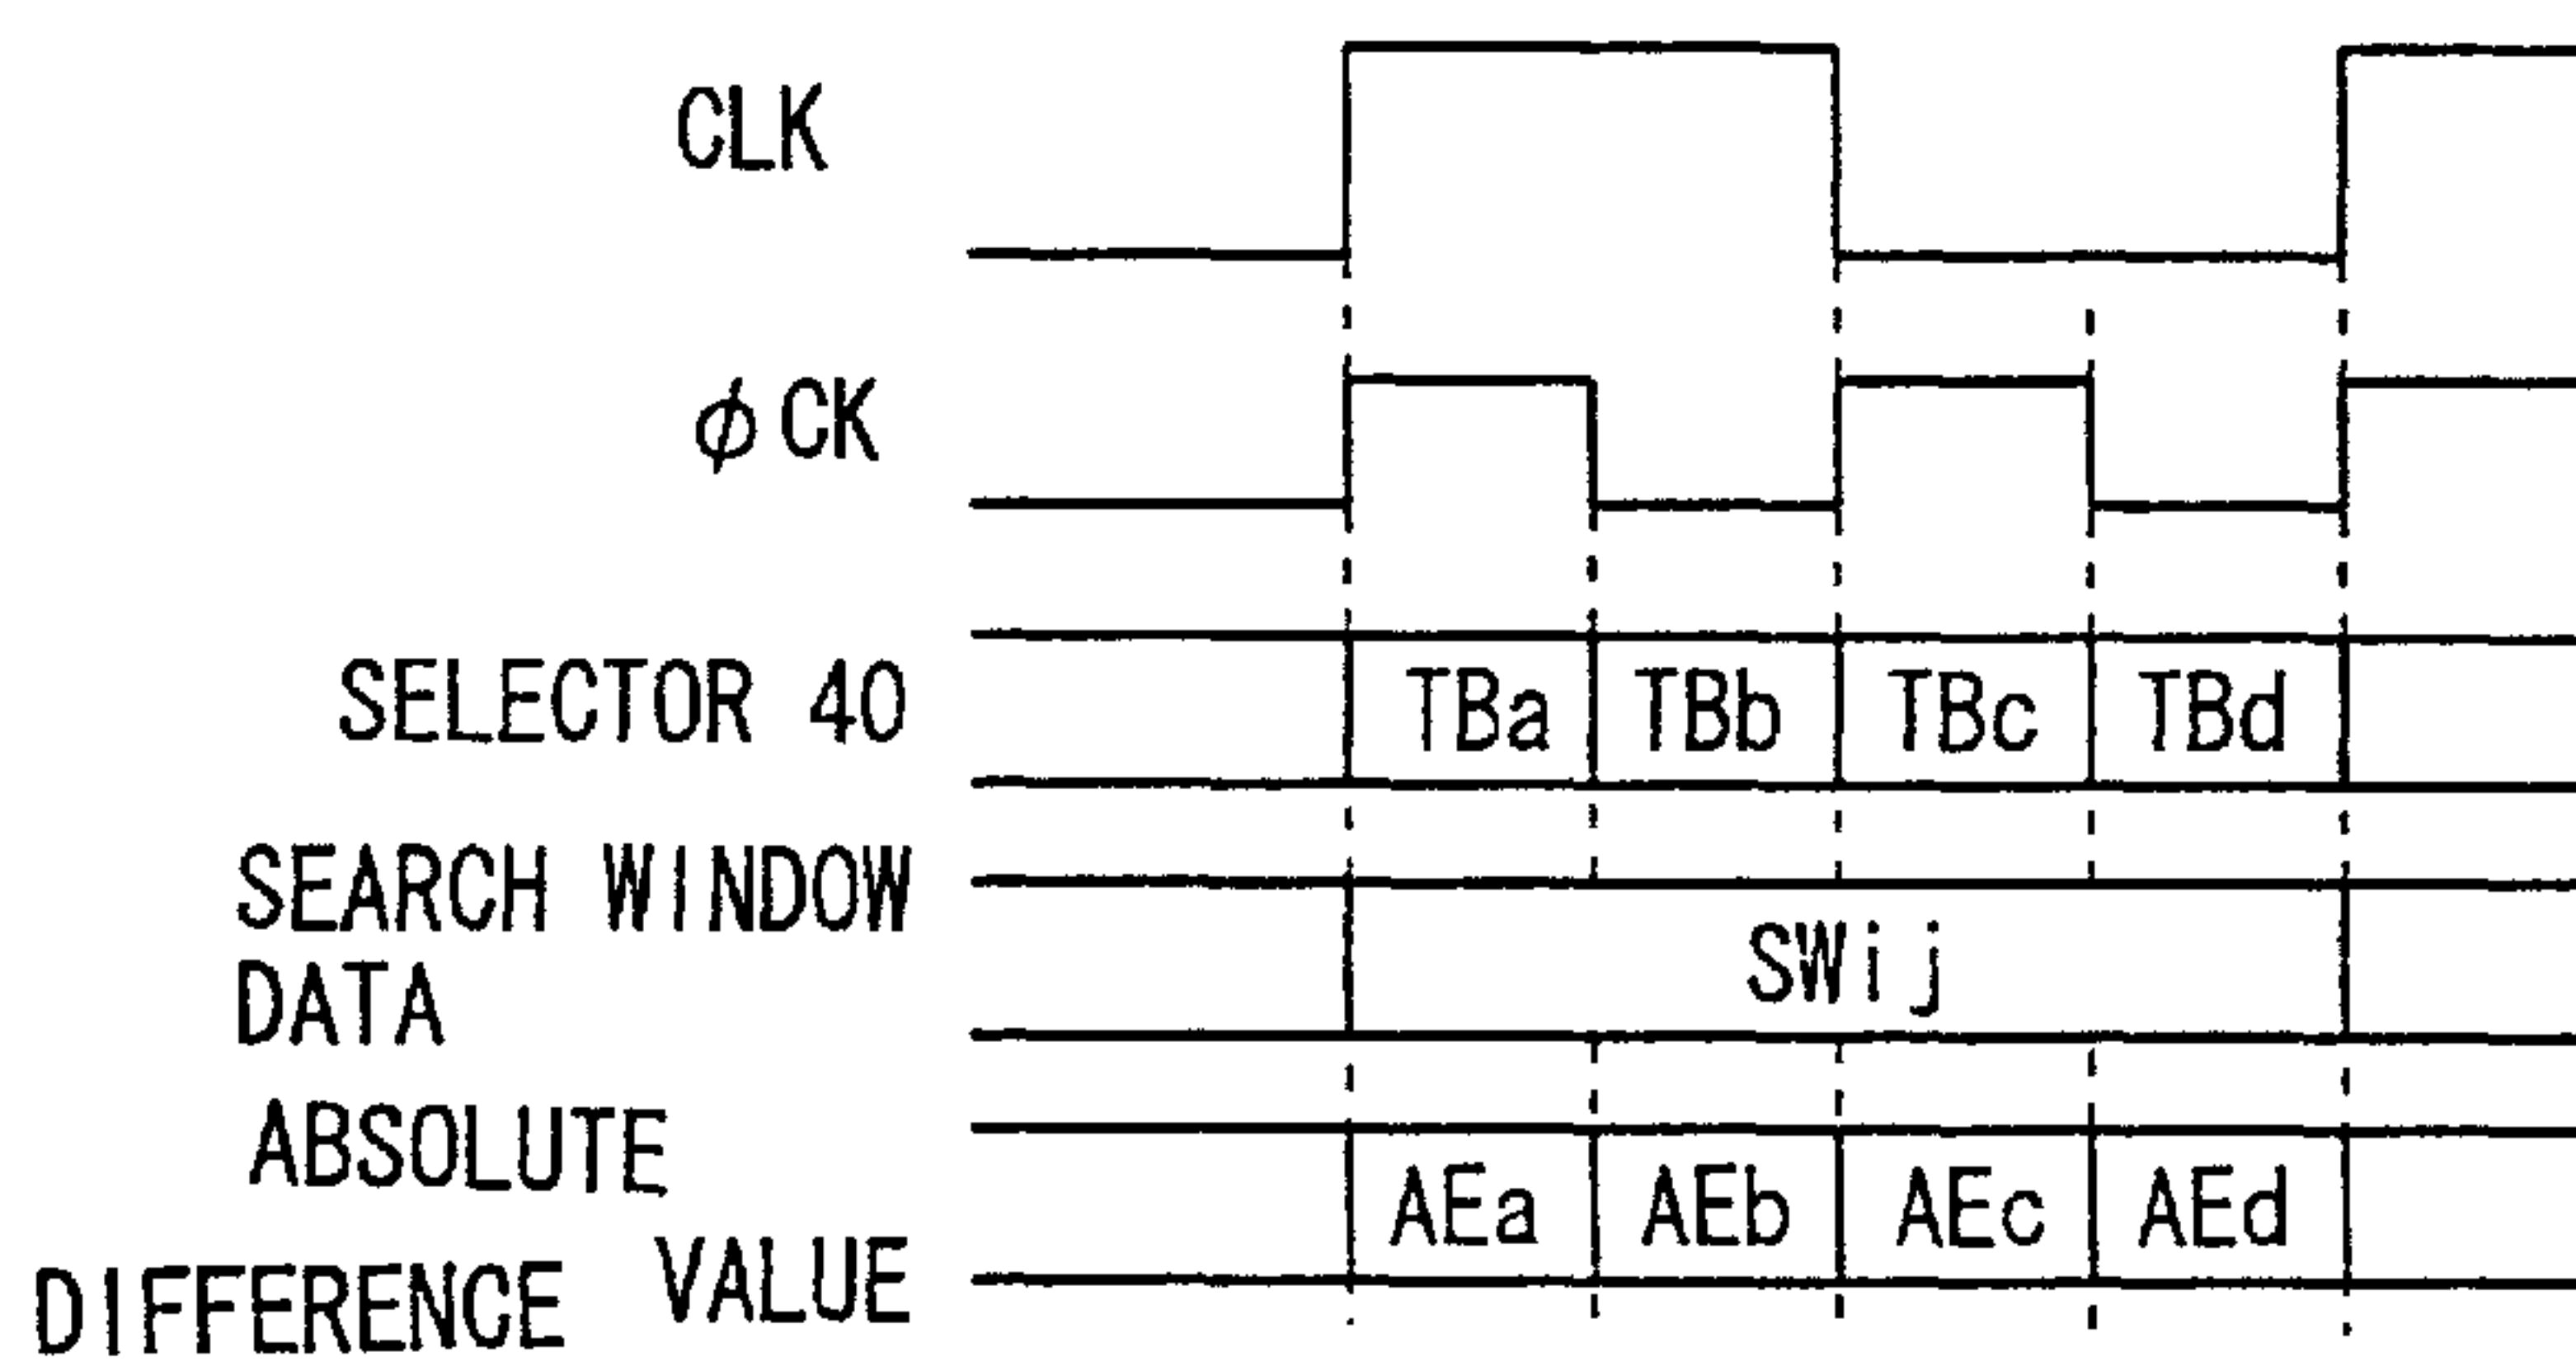 CLK
φCK
SELECTOR 40
TBa TBb TBc TBd
SEARCH WINDOW
DATA
SWij
ABSOLUTE
DIFFERENCE VALUE
AEa AEb AEc AEd